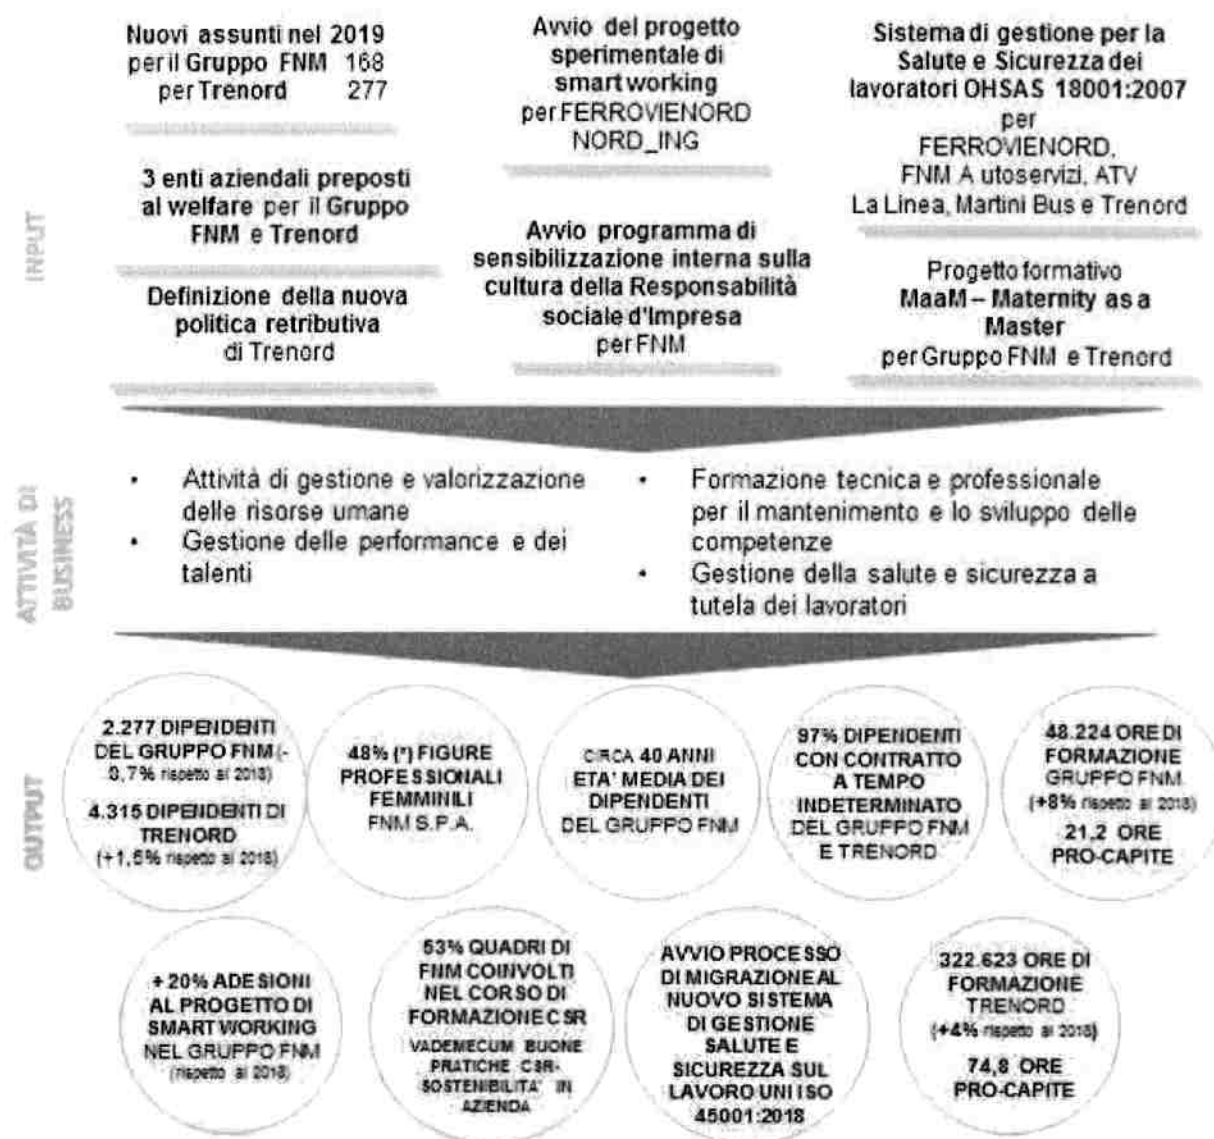 Nuovi assunti nel 2019
per il Gruppo FNM 168
per Trenord 277
3 enti aziendali preposti
al welfare per il Gruppo
FNM e Trenord
Definizione della nuova
politica retributiva
di Trenord
Avvio del progetto
sperimentale di
smart working
per FERROVIENORD
NORD_ING
Avvio programma di
sensibilizzazione interna sulla
cultura della Responsabilità
sociale d'Impresa
per FNM
Sistema di gestione per la
Salute e Sicurezza dei
lavoratori OHSAS 18001:2007
per
FERROVIENORD,
FNM Autoservizi, ATV
La Linea, Martini Bus e Trenord
Progetto formativo
MaaM – Maternity as a
Master
per Gruppo FNM e Trenord
INPUT
ATTIVITÀ DI
BUSINESS
• Attività di gestione e valorizzazione
delle risorse umane
• Gestione delle performance e dei
talenti
• Formazione tecnica e professionale
per il mantenimento e lo sviluppo delle
competenze
• Gestione della salute e sicurezza a
tutela dei lavoratori
OUTPUT
2.277 DIPENDENTI
DEL GRUPPO FNM (-
rispetto al 2018)
4.315 DIPENDENTI DI
TRENORD
rispetto al 2018)
48% (*) FIGURE
PROFESSIONALI
FEMMINILI
FNM S.P.A.
CIRCA 40 ANNI
ETA' MEDIA DEI
DIPENDENTI
DEL GRUPPO FNM
97% DIPENDENTI
CON CONTRATTO
A TEMPO
INDETERMINATO
DEL GRUPPO FNM
E TRENORD
48.224 ORE DI
FORMAZIONE
GRUPPO FNM
(+8% rispetto al 2018)
21,2 ORE
PRO-CAPITE
+ 20% ADESIONI
AL PROGETTO DI
SMART WORKING
NEL GRUPPO FNM
(rispetto al 2018)
53% QUADRI DI
FNM COINVOLTI
NEL CORSO DI
FORMAZIONE CSR
VADEMECUM BUONE
PRATICHE CSR-
SOSTENIBILITA' IN
AZIENDA
AVVIO PROCESSO
DI MIGRAZIONE AL
NUOVO SISTEMA
DI GESTIONE
SALUTE E
SICUREZZA SUL
LAVORO UNI ISO
45001:2018
322.623 ORE DI
FORMAZIONE
TRENORD
(+4% rispetto al 2018)
74,8 ORE
PRO-CAPITE